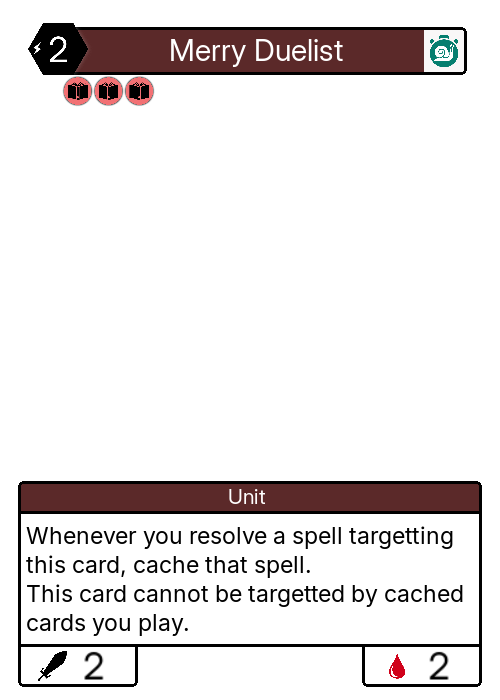 2
Merry Duelist
Unit
Whenever you resolve a spell targetting
this card, cache that spell.
This card cannot be targetted by cached
cards you play.
2
2